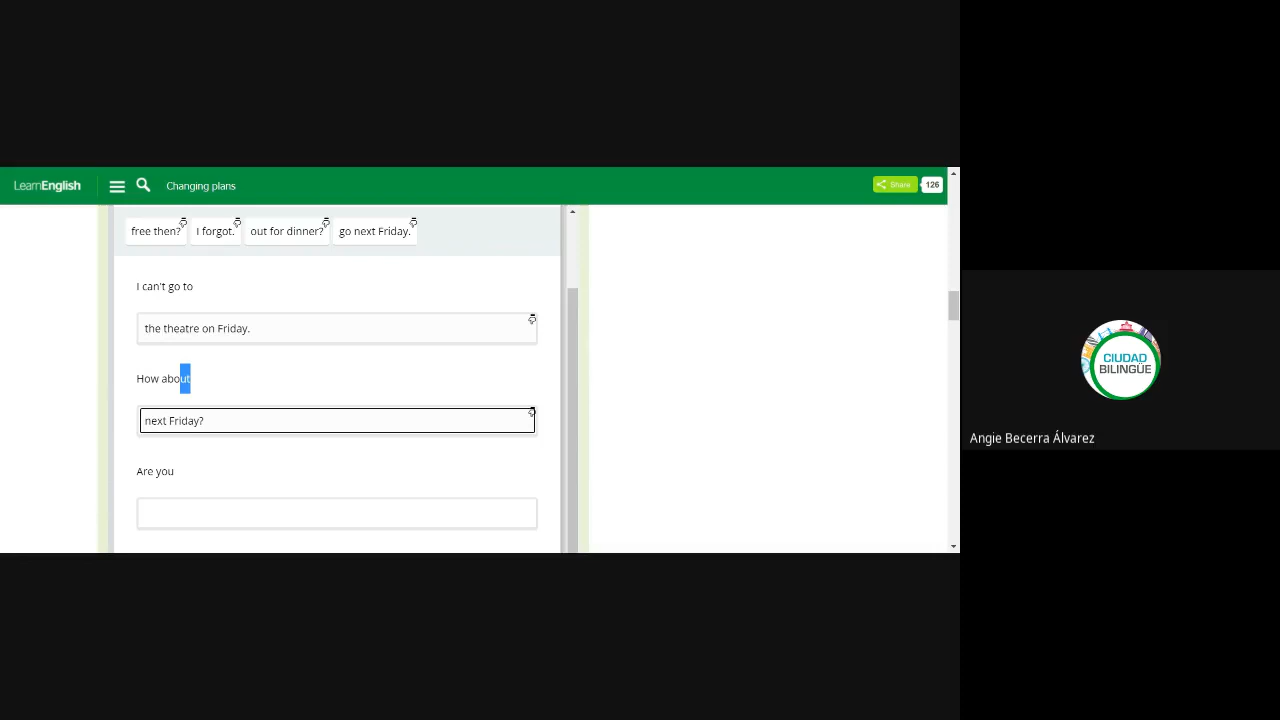 LearnEnglish
Changing plans
Share
126
free then?
I forgot.
out for dinner?
go next Friday.
I can't go to
the theatre on Friday.
How about
next Friday?
Are you
CIUDAD
BILINGÜE
Angie Becerra Álvarez